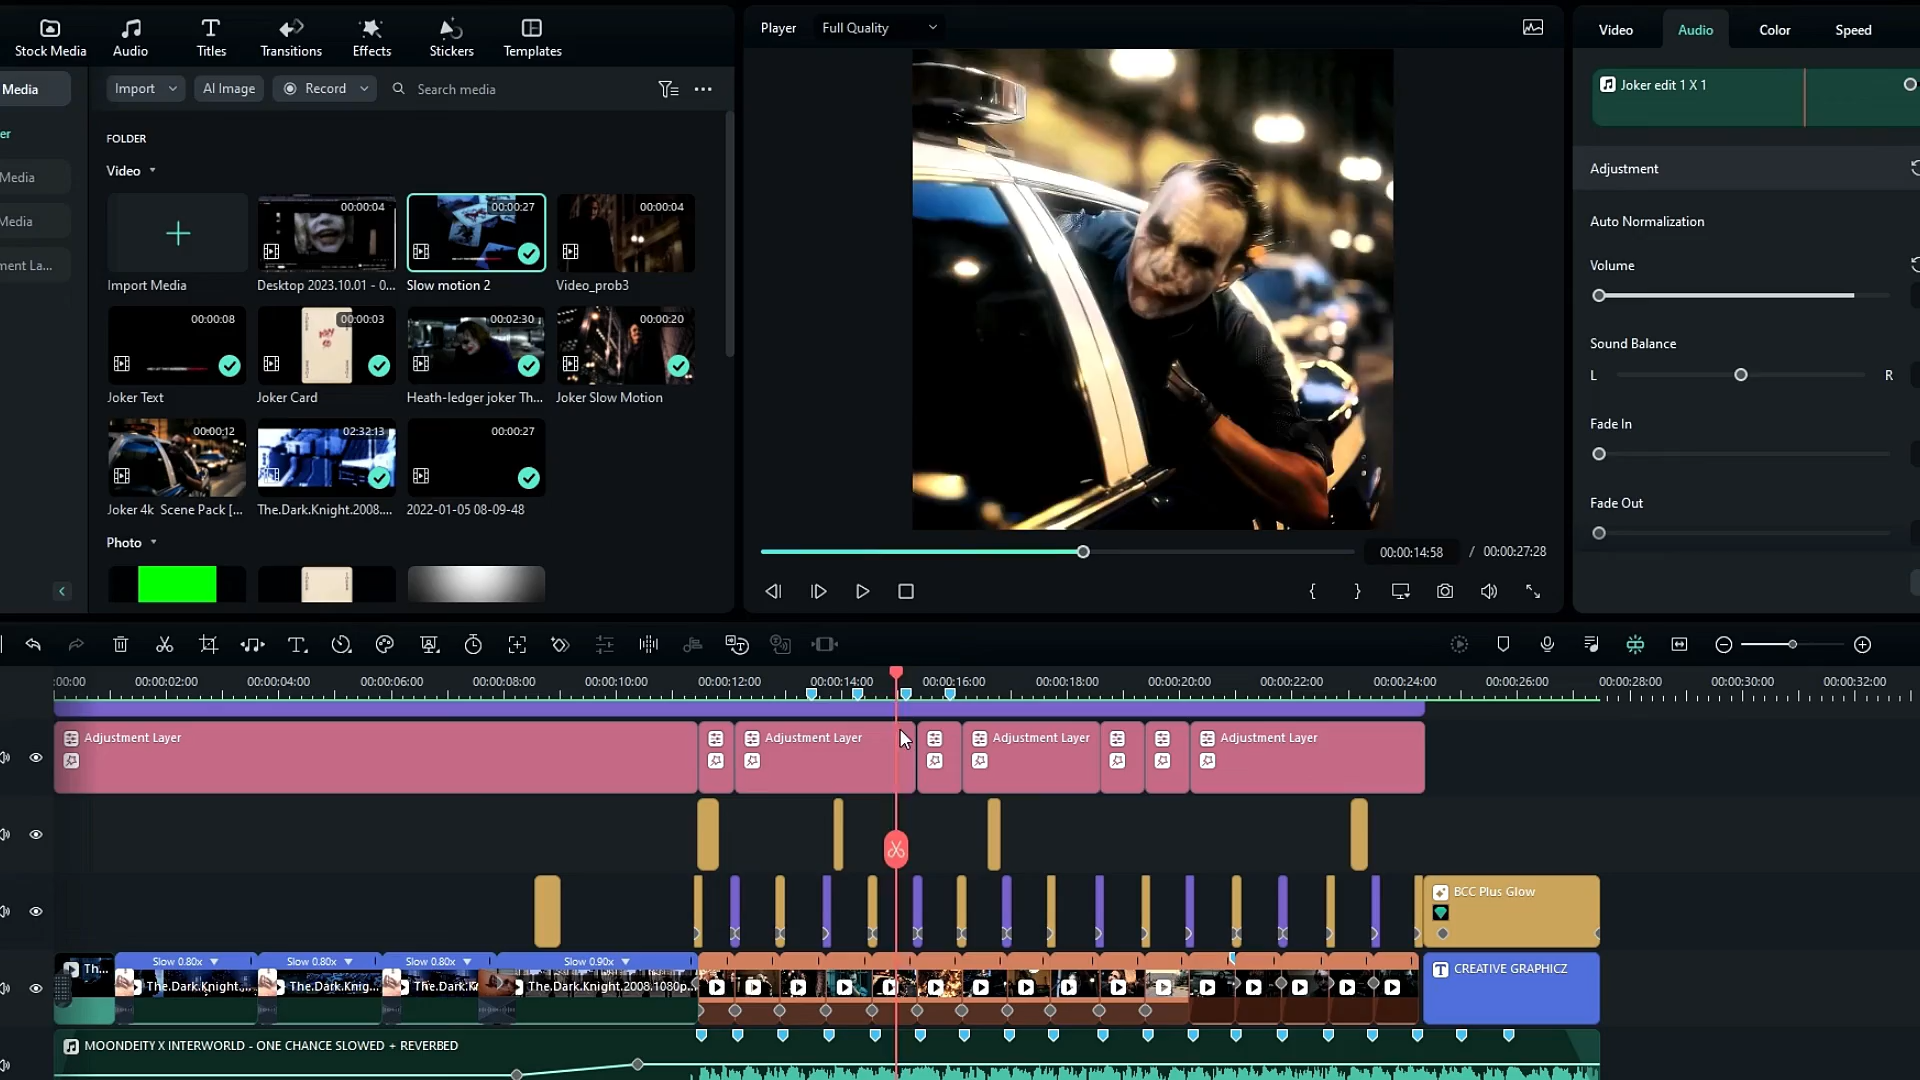 Stock Media
Audio
Titles
Transitions
Effects
Stickers
Templates
Media
Import
AI Image
Record
Search media
er
Media
Media
ment La...
FOLDER
Video
Import Media
00:00:04
Desktop 2023.10.01 - 0...
00:00:27
Slow motion 2
00:00:04
Video_prob3
00:00:08
Joker Text
00:00:03
Joker Card
00:02:30
Heath-ledger joker Th...
00:00:20
Joker Slow Motion
00:00:12
Joker 4k Scene Pack [...
02:32:13
The.Dark.Knight.2008....
00:00:27
2022-01-05 08-09-48
Photo
Player
Full Quality
00:00:14:58 / 00:00:27:28
Video
Audio
Color
Speed
Joker edit 1 X 1
Adjustment
Auto Normalization
Volume
Sound Balance
L
R
Fade In
Fade Out
:00:00
00:00:02:00
00:00:04:00
00:00:06:00
00:00:08:00
00:00:10:00
00:00:12:00
00:00:14:00
00:00:16:00
00:00:18:00
00:00:20:00
00:00:22:00
00:00:24:00
00:00:26:00
00:00:28:00
00:00:30:00
00:00:32:00
Adjustment Layer
Adjustment Layer
Adjustment Layer
Adjustment Layer
BCC Plus Glow
Slow 0.80x
Slow 0.80x
Slow 0.80x
Slow 0.90x
Th...
The.Dark.Knight....
The.Dark.Knig...
The.Dark.K
The.Dark.Knight.2008.1080p...
CREATIVE GRAPHICZ
MOONDEITY X INTERWORLD - ONE CHANCE SLOWED + REVERBED